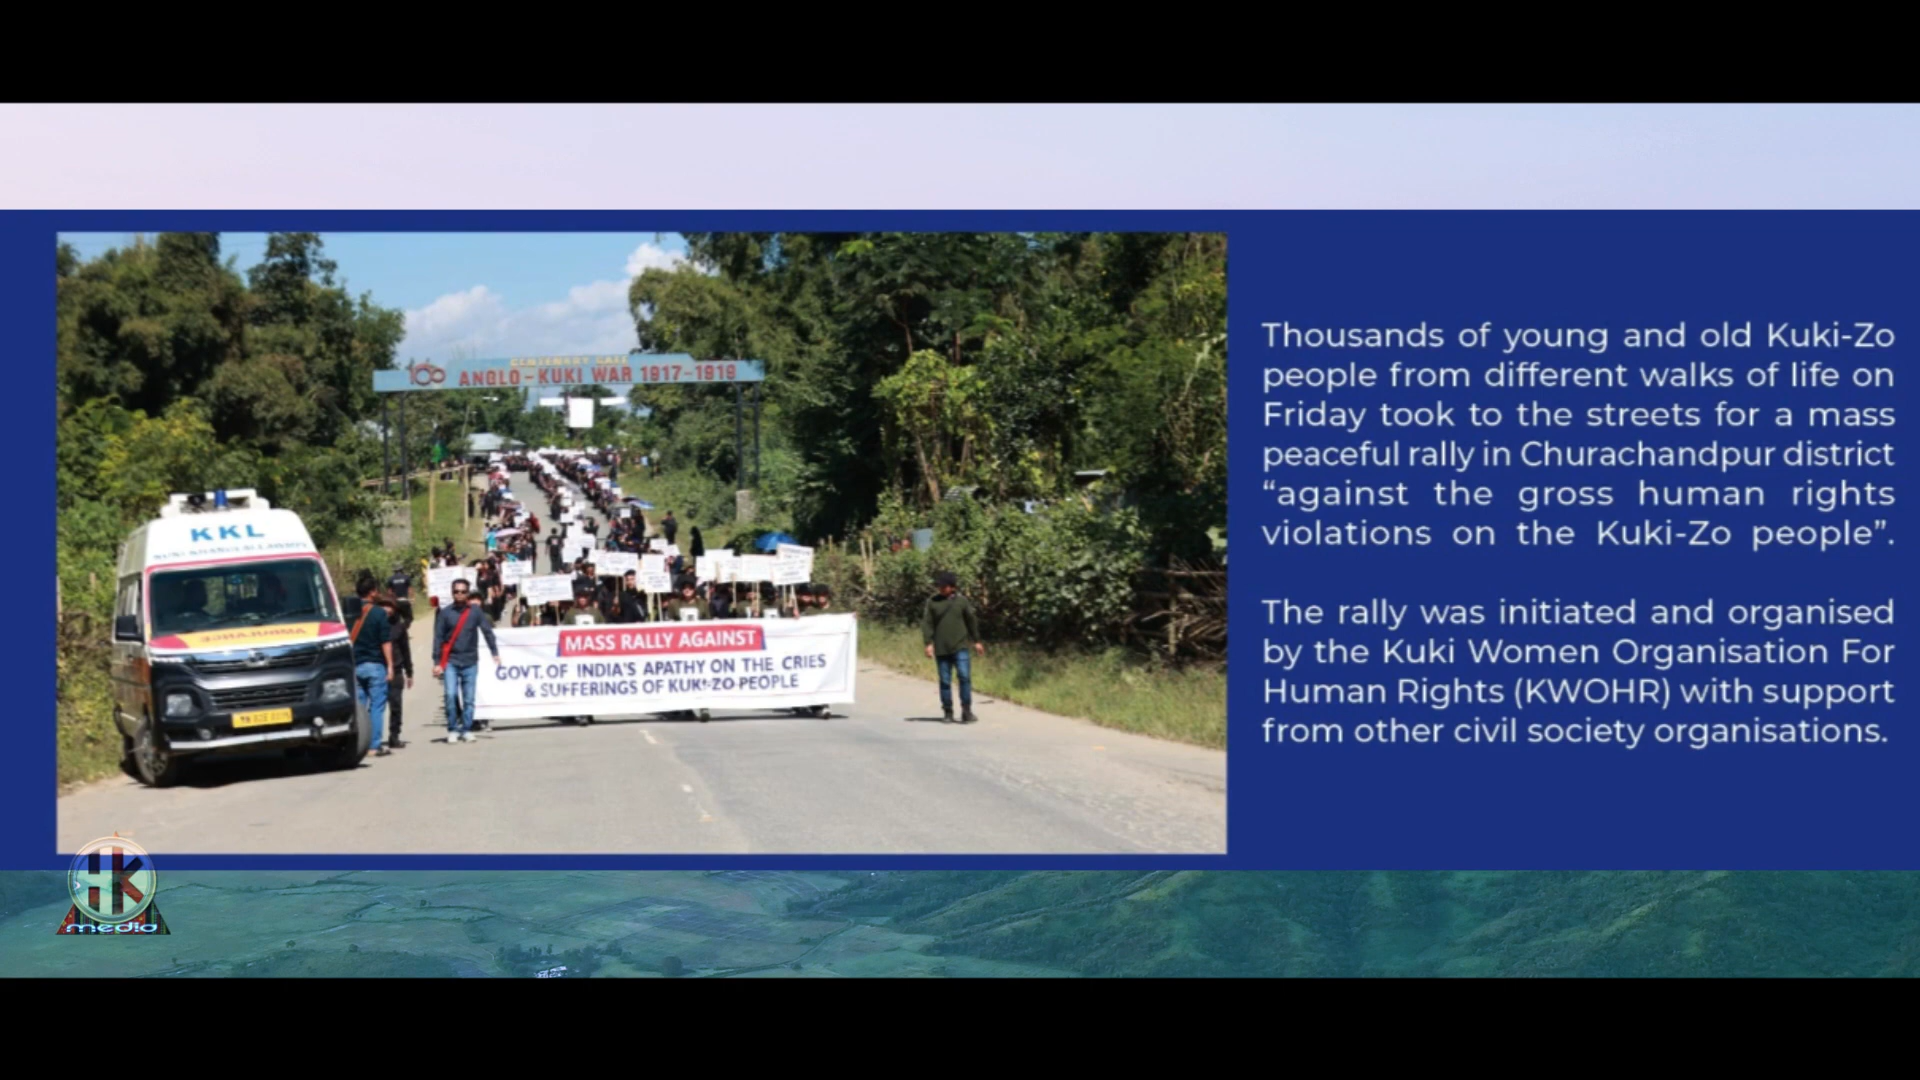 CENTENARY GATE
100 ANGLO-KUKI WAR 1917-1919
KKL
MASS RALLY AGAINST
GOVT. OF INDIA'S APATHY ON THE CRIES
& SUFFERINGS OF KUKI-ZO PEOPLE
Thousands of young and old Kuki-Zo
people from different walks of life on
Friday took to the streets for a mass
peaceful rally in Churachandpur district
“against the gross human rights
violations on the Kuki-Zo people”.
The rally was initiated and organised
by the Kuki Women Organisation For
Human Rights (KWOHR) with support
from other civil society organisations.
HK
media